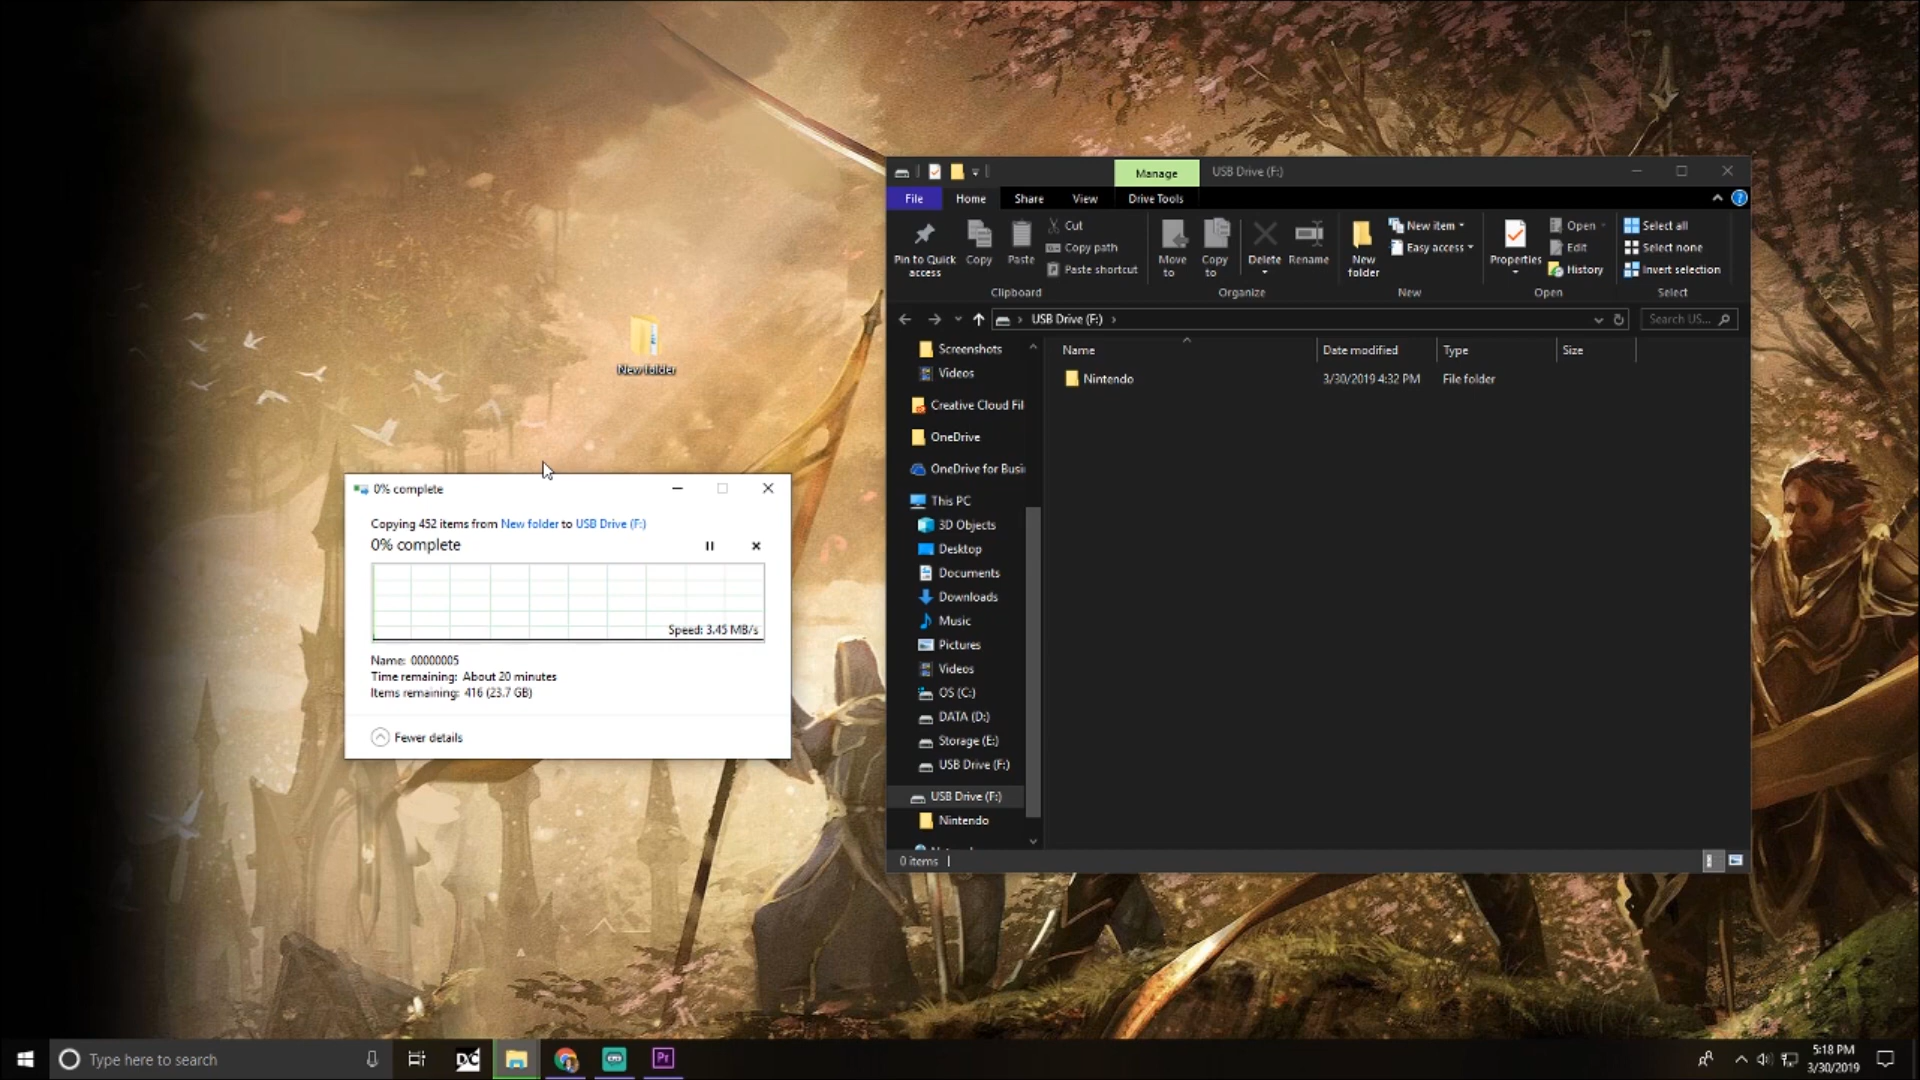 New folder
0% complete
Copying 452 items from New folder to USB Drive (F:)
0% complete
Speed: 3.45 MB/s
Name: 00000005
Time remaining: About 20 minutes
Items remaining: 416 (23.7 GB)
Fewer details
Manage
USB Drive (F:)
File
Home
Share
View
Drive Tools
Pin to Quick access
Copy
Paste
Cut
Copy path
Paste shortcut
Clipboard
Move to
Copy to
Delete
Rename
Organize
New folder
New item
Easy access
New
Properties
Open
Edit
History
Open
Select all
Select none
Invert selection
Select
USB Drive (F:)
Search US...
Screenshots
Videos
Creative Cloud Fil
OneDrive
OneDrive for Busi
This PC
3D Objects
Desktop
Documents
Downloads
Music
Pictures
Videos
OS (C:)
DATA (D:)
Storage (E:)
USB Drive (F:)
USB Drive (F:)
Nintendo
Name
Date modified
Type
Size
Nintendo
3/30/2019 4:32 PM
File folder
0 items
Type here to search
DC
Pr
5:18 PM
3/30/2019